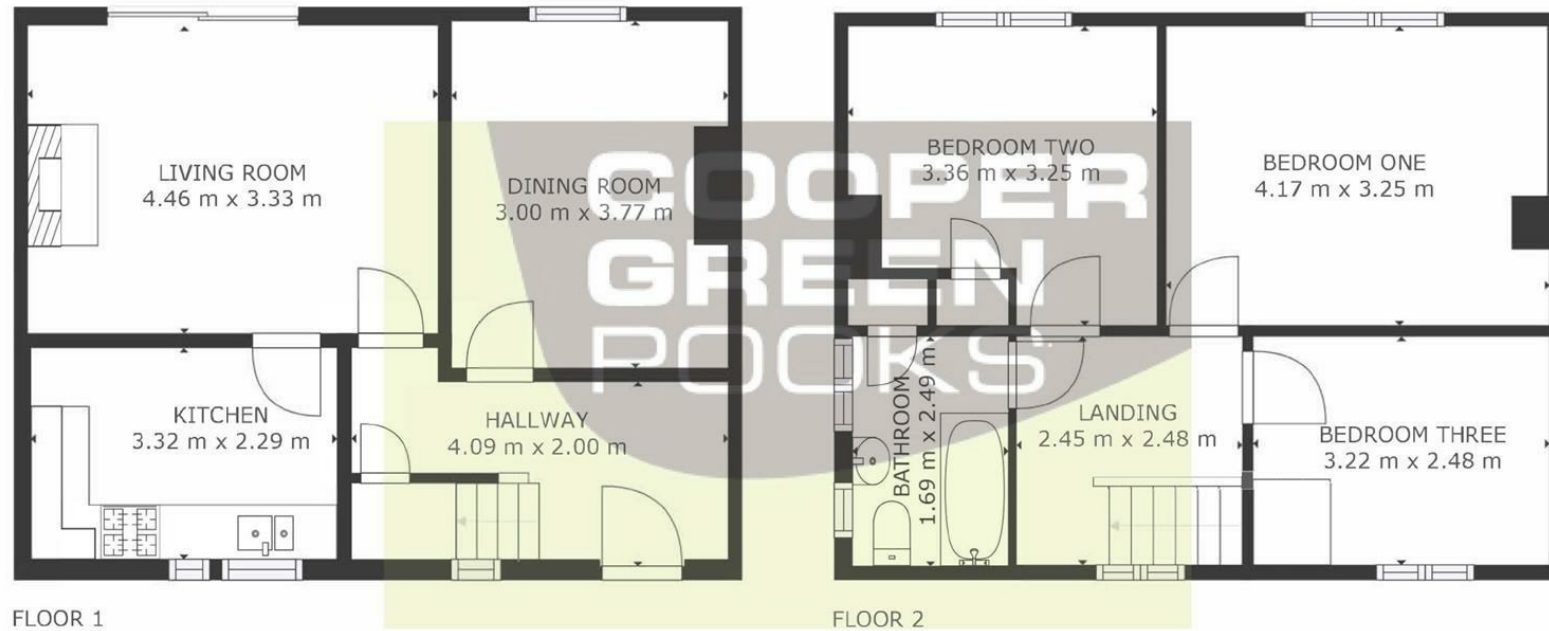 LIVING ROOM
4.46 m x 3.33 m
DINING ROOM
3.00 m x 3.77 m
KITCHEN
3.32 m x 2.29 m
HALLWAY
4.09 m x 2.00 m
FLOOR 1
BEDROOM TWO
3.36 m x 3.25 m
BEDROOM ONE
4.17 m x 3.25 m
BATHROOM
1.69 m x 2.49 m
LANDING
2.45 m x 2.48 m
BEDROOM THREE
3.22 m x 2.48 m
FLOOR 2
COOPER
GREEN
POOKS